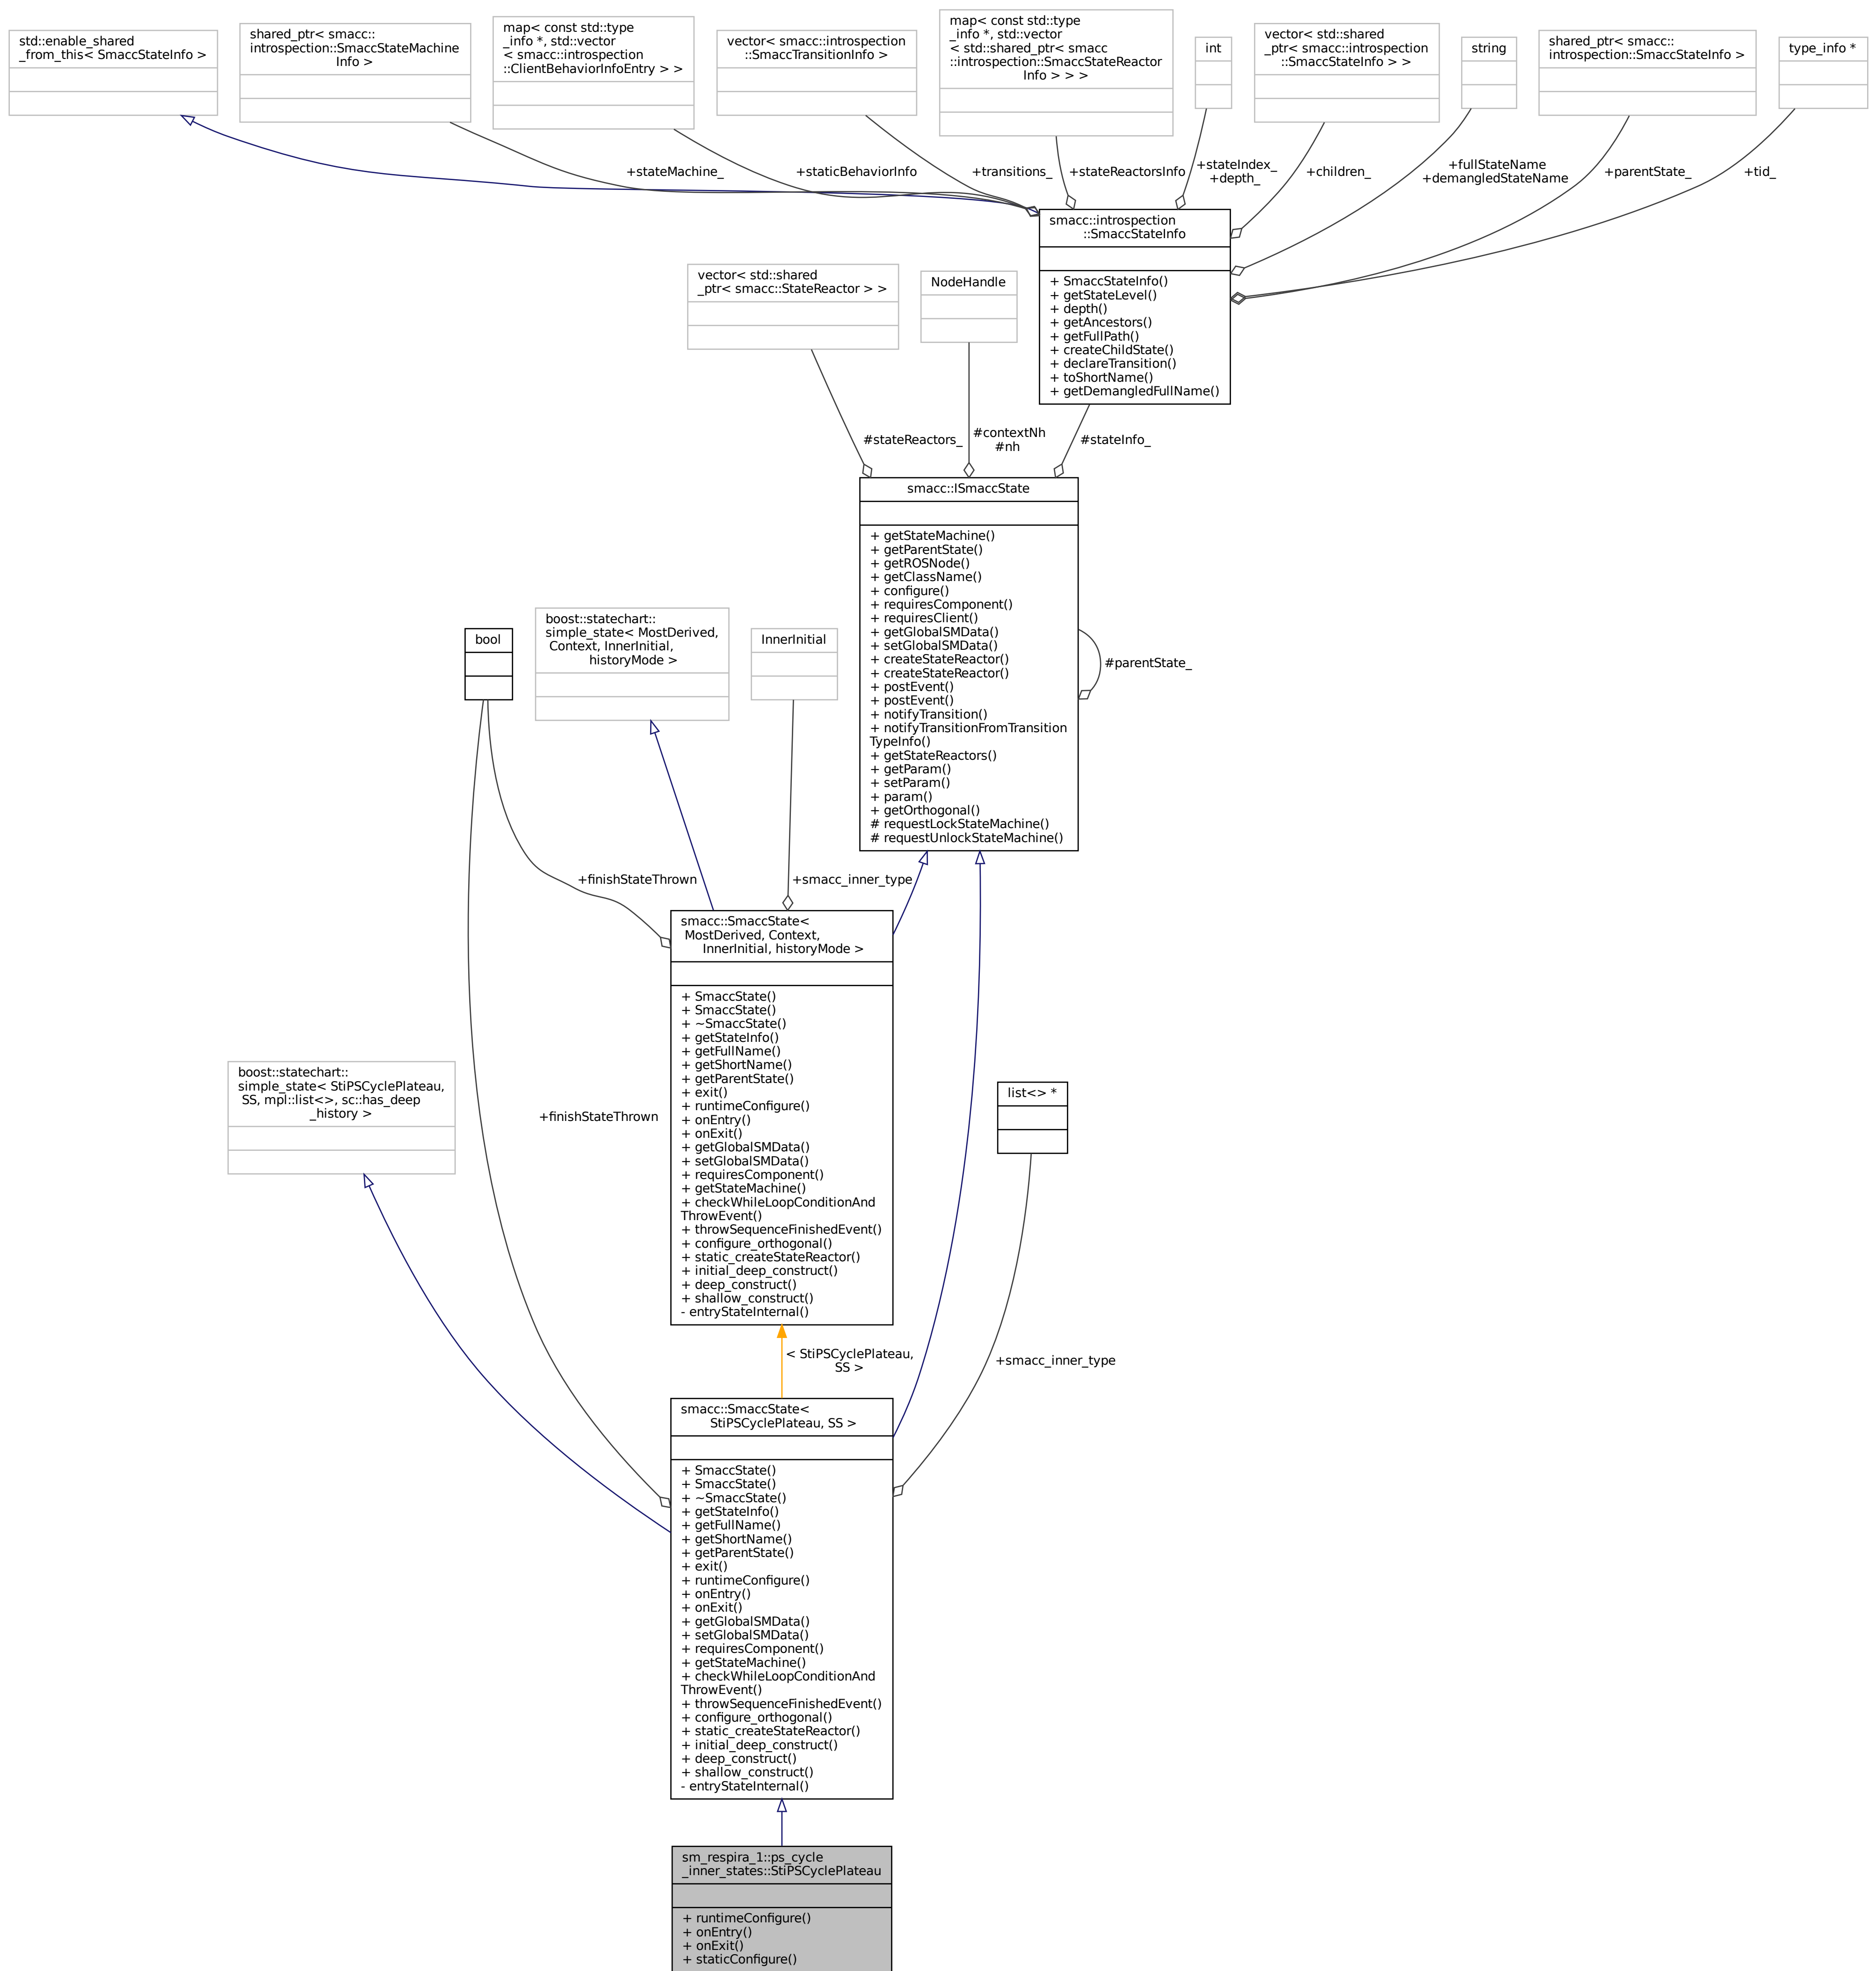 std::enable_shared
_from_this< SmaccStateInfo >
shared_ptr< smacc::
introspection::SmaccStateMachine
Info >
map< const std::type
_info *, std::vector
< smacc::introspection
::ClientBehaviorInfoEntry > >
vector< smacc::introspection
::SmaccTransitionInfo >
map< const std::type
_info *, std::vector
< std::shared_ptr< smacc
::introspection::SmaccStateReactor
Info > > >
int
vector< std::shared
_ptr< smacc::introspection
::SmaccStateInfo > >
string
shared_ptr< smacc::
introspection::SmaccStateInfo >
type_info *
+stateMachine_
+staticBehaviorInfo
+transitions_
+stateReactorsInfo
+stateIndex_
+depth_
+children_
+fullStateName
+demangledStateName
+parentState_
+tid_
smacc::introspection
::SmaccStateInfo
+ SmaccStateInfo()
+ getStateLevel()
+ depth()
+ getAncestors()
+ getFullPath()
+ createChildState()
+ declareTransition()
+ toShortName()
+ getDemangledFullName()
vector< std::shared
_ptr< smacc::StateReactor > >
NodeHandle
#stateReactors_
#contextNh
#nh
#stateInfo_
smacc::ISmaccState
+ getStateMachine()
+ getParentState()
+ getROSNode()
+ getClassName()
+ configure()
+ requiresComponent()
+ requiresClient()
+ getGlobalSMData()
+ setGlobalSMData()
+ createStateReactor()
+ createStateReactor()
+ postEvent()
+ postEvent()
+ notifyTransition()
+ notifyTransitionFromTransition
TypeInfo()
+ getStateReactors()
+ getParam()
+ setParam()
+ param()
+ getOrthogonal()
# requestLockStateMachine()
# requestUnlockStateMachine()
#parentState_
bool
boost::statechart::
simple_state< MostDerived,
Context, InnerInitial,
historyMode >
InnerInitial
+finishStateThrown
+smacc_inner_type
smacc::SmaccState<
MostDerived, Context,
InnerInitial, historyMode >
+ SmaccState()
+ SmaccState()
+ ~SmaccState()
+ getStateInfo()
+ getFullName()
+ getShortName()
+ getParentState()
+ exit()
+ runtimeConfigure()
+ onEntry()
+ onExit()
+ getGlobalSMData()
+ setGlobalSMData()
+ requiresComponent()
+ getStateMachine()
+ checkWhileLoopConditionAnd
ThrowEvent()
+ throwSequenceFinishedEvent()
+ configure_orthogonal()
+ static_createStateReactor()
+ initial_deep_construct()
+ deep_construct()
+ shallow_construct()
- entryStateInternal()
boost::statechart::
simple_state< StiPSCyclePlateau,
SS, mpl::list<>, sc::has_deep
_history >
+finishStateThrown
list<> *
< StiPSCyclePlateau,
SS >
+smacc_inner_type
smacc::SmaccState<
StiPSCyclePlateau, SS >
+ SmaccState()
+ SmaccState()
+ ~SmaccState()
+ getStateInfo()
+ getFullName()
+ getShortName()
+ getParentState()
+ exit()
+ runtimeConfigure()
+ onEntry()
+ onExit()
+ getGlobalSMData()
+ setGlobalSMData()
+ requiresComponent()
+ getStateMachine()
+ checkWhileLoopConditionAnd
ThrowEvent()
+ throwSequenceFinishedEvent()
+ configure_orthogonal()
+ static_createStateReactor()
+ initial_deep_construct()
+ deep_construct()
+ shallow_construct()
- entryStateInternal()
sm_respira_1::ps_cycle
_inner_states::StiPSCyclePlateau
+ runtimeConfigure()
+ onEntry()
+ onExit()
+ staticConfigure()